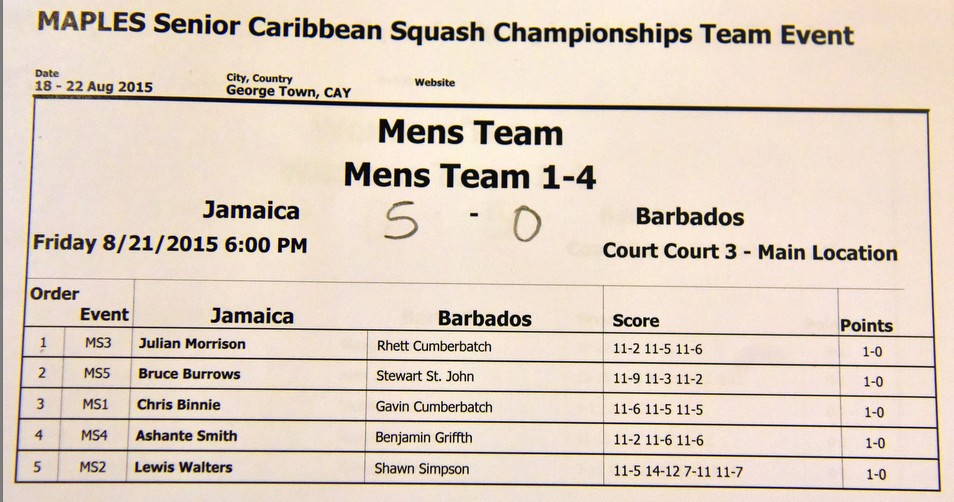 MAPLES Senior Caribbean Squash Championships Team Event
Date City, Country Website
18 - 22 Aug 2015 George Town, CAY
Mens Team
Mens Team 1-4
Jamaica 5 - 0 Barbados
Friday 8/21/2015 6:00 PM Court Court 3 - Main Location
Order
Event Jamaica Barbados Score Points
1 MS3 Julian Morrison Rhett Cumberbatch 11-2 11-5 11-6 1-0
2 MS5 Bruce Burrows Stewart St. John 11-9 11-3 11-2 1-0
3 MS1 Chris Binnie Gavin Cumberbatch 11-6 11-5 11-5 1-0
4 MS4 Ashante Smith Benjamin Griffth 11-2 11-6 11-6 1-0
5 MS2 Lewis Walters Shawn Simpson 11-5 14-12 7-11 11-7 1-0